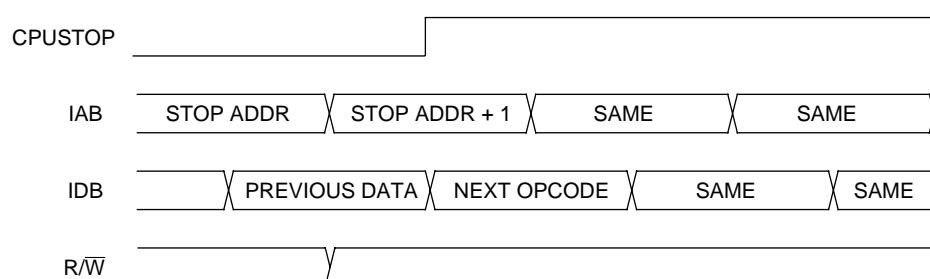 CPUSTOP
IAB STOP ADDR STOP ADDR + 1 SAME SAME
IDB PREVIOUS DATA NEXT OPCODE SAME SAME
R/W̅